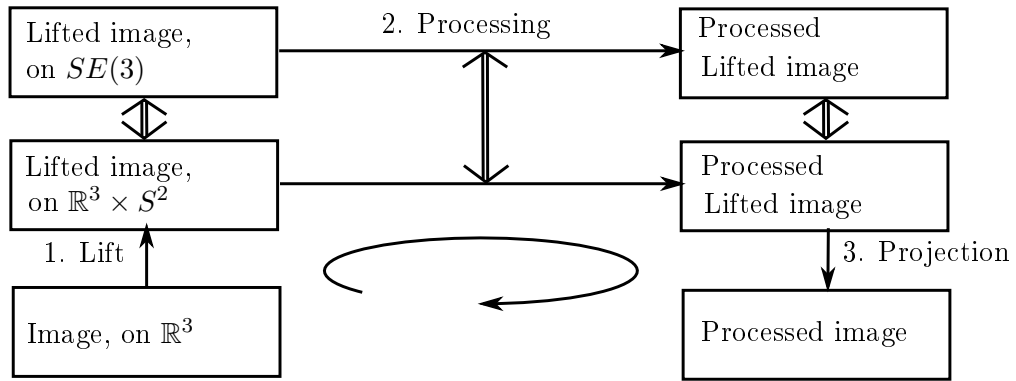 Lifted image,
on SE(3)
2. Processing
Processed
Lifted image
Lifted image,
on ℝ³ × S²
Processed
Lifted image
1. Lift
3. Projection
Image, on ℝ³
Processed image